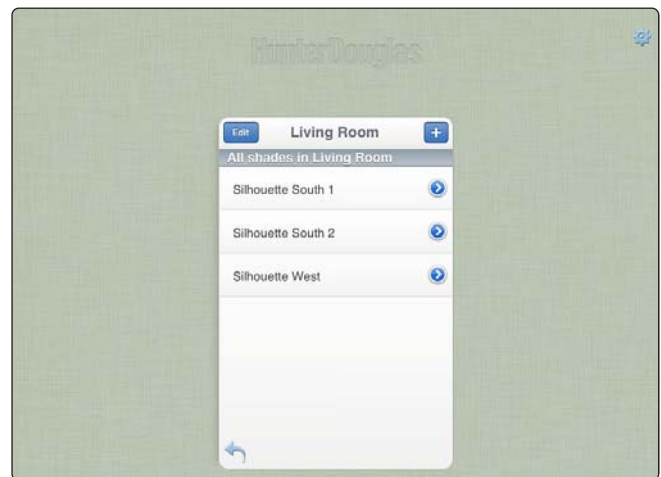 HunterDouglas
Edit Living Room +
All shades in Living Room
Silhouette South 1
Silhouette South 2
Silhouette West